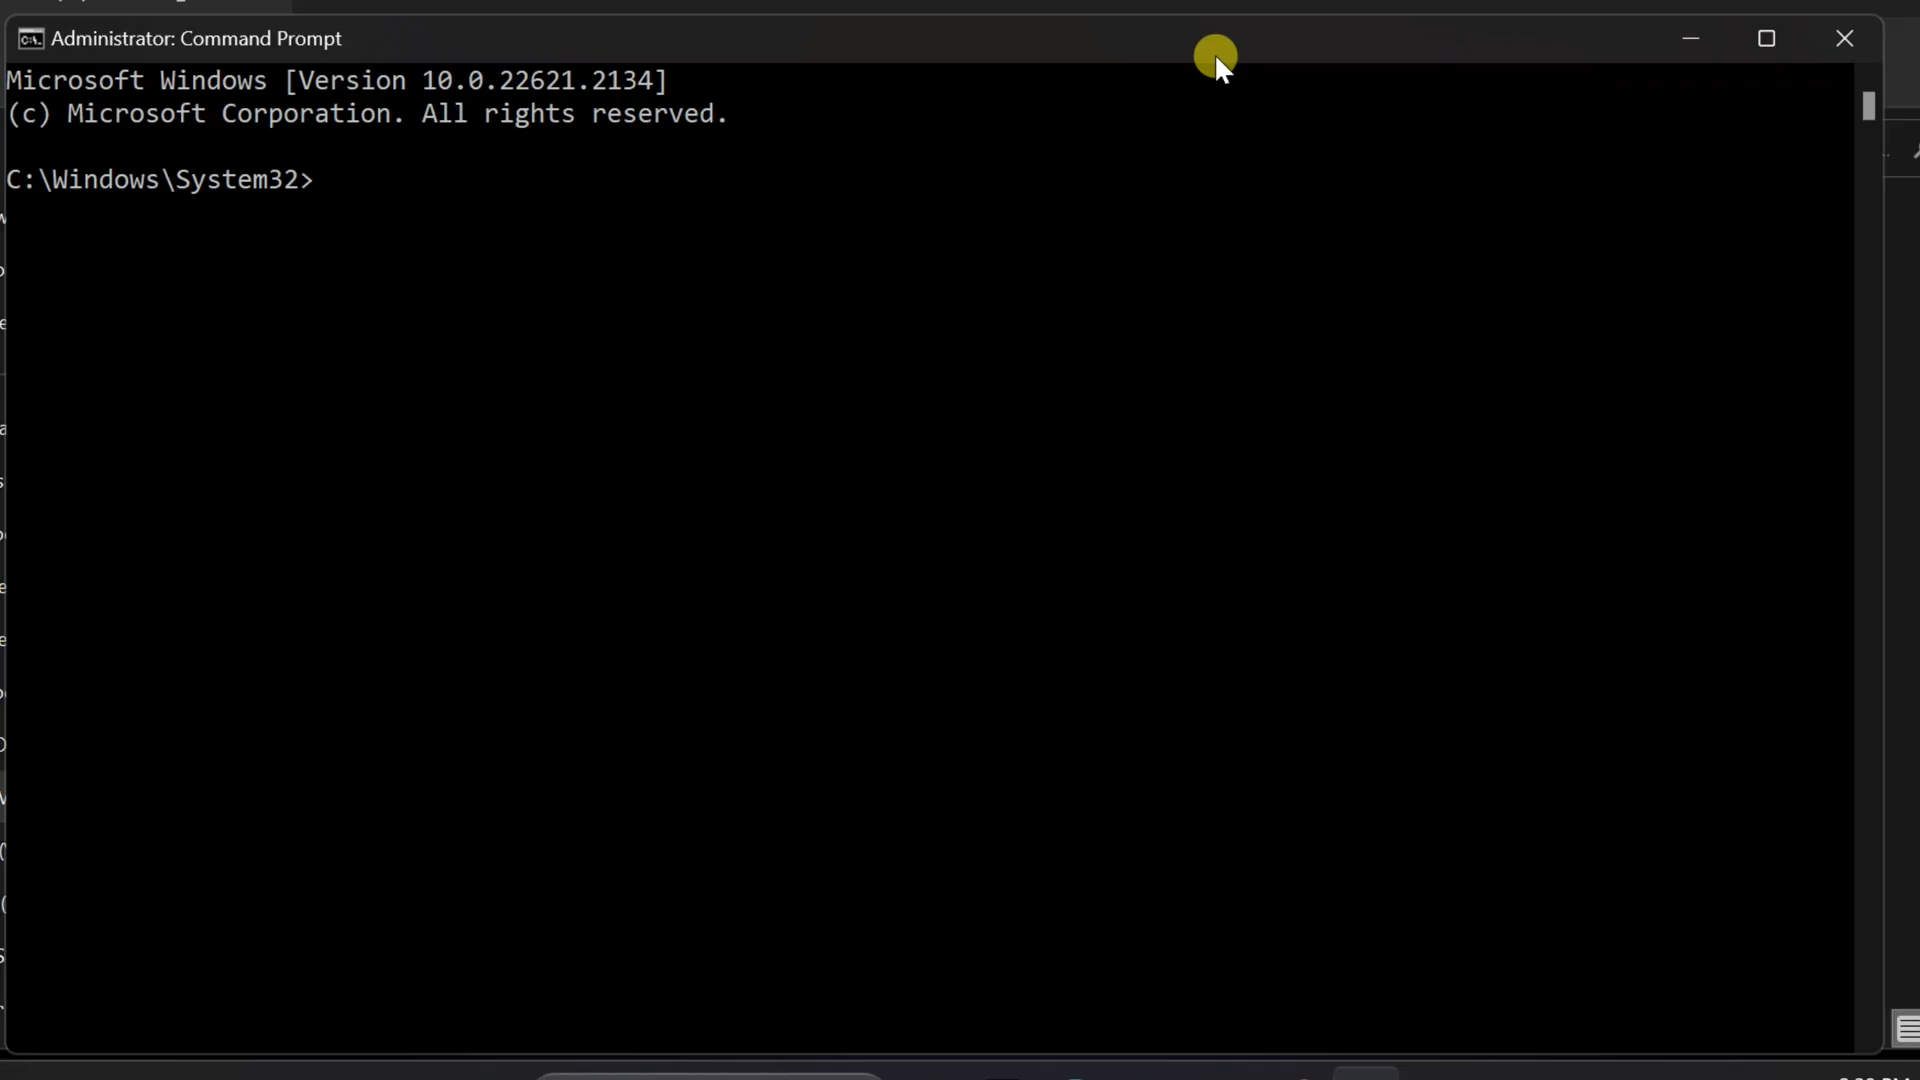 Administrator: Command Prompt
Microsoft Windows [Version 10.0.22621.2134]
(c) Microsoft Corporation. All rights reserved.
C:\Windows\System32>